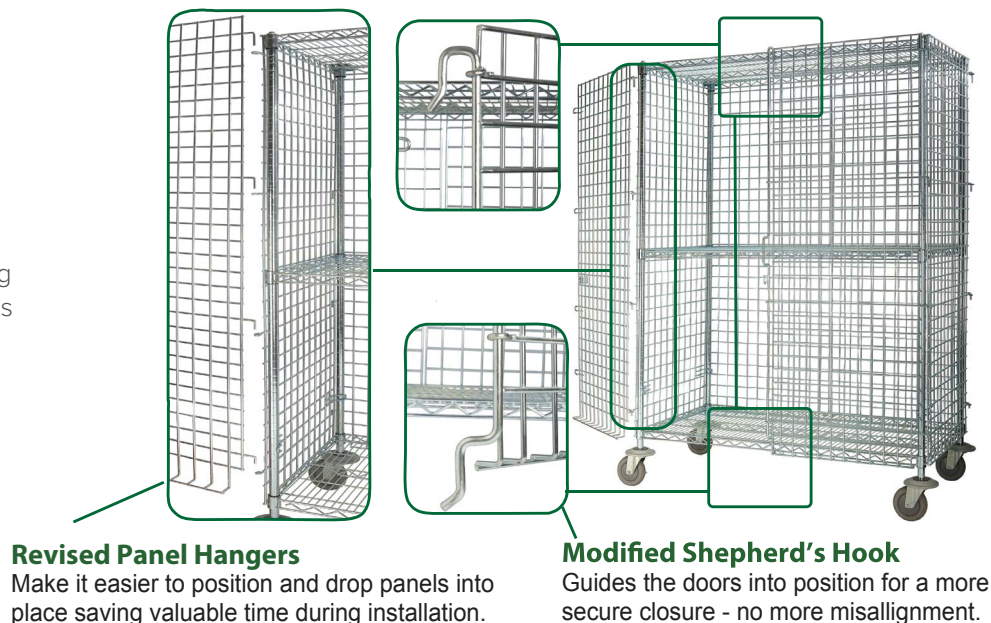 g
s
Revised Panel Hangers
Make it easier to position and drop panels into
place saving valuable time during installation.
Modified Shepherd's Hook
Guides the doors into position for a more
secure closure - no more misallignment.